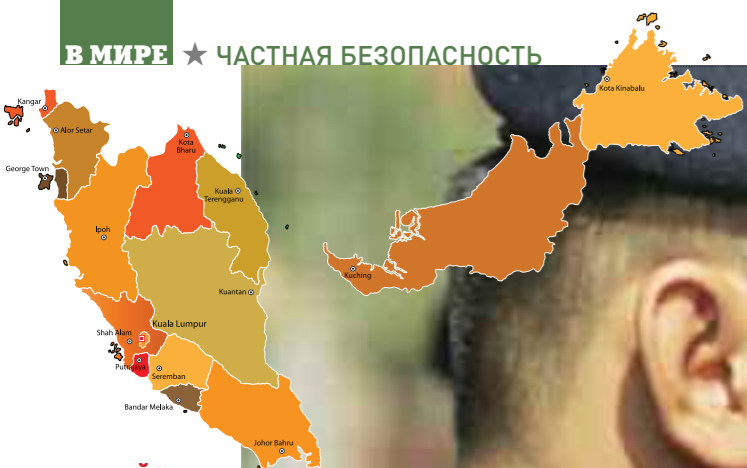 В МИРЕ ★ ЧАСТНАЯ БЕЗОПАСНОСТЬ
Kota Kinabalu
Kangar
Alor Setar
Kota
Bharu
George Town
Kuala
Terengganu
Ipoh
Kuching
Kuantan
Kuala Lumpur
Shah Alam
Putrajaya
Seremban
Bandar Melaka
Johor Bahru